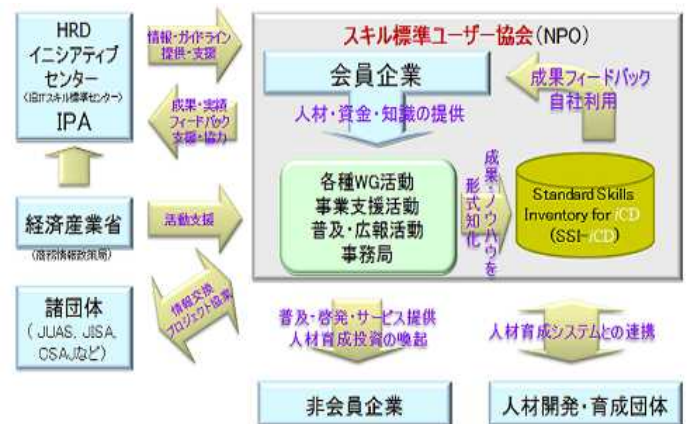 HRD
イニシアティブ
センター
(旧ITスキル標準センター)
IPA
経済産業省
(商務情報政策局)
諸団体
( JUAS, JISA,
CSAJなど)
情報・ガイドライン
提供・支援
成果・実績
フィードバック
支援・協力
活動支援
情報交換
プロジェクト協業
スキル標準ユーザー協会(NPO)
会員企業
人材・資金・知識の提供
各種WG活動
事業支援活動
普及・広報活動
事務局
成果・ノウハウを
形式知化
成果フィードバック
自社利用
Standard Skills
Inventory for iCD
(SSI-iCD)
普及・啓発・サービス提供
人材育成投資の喚起
人材育成システムとの連携
非会員企業
人材開発・育成団体